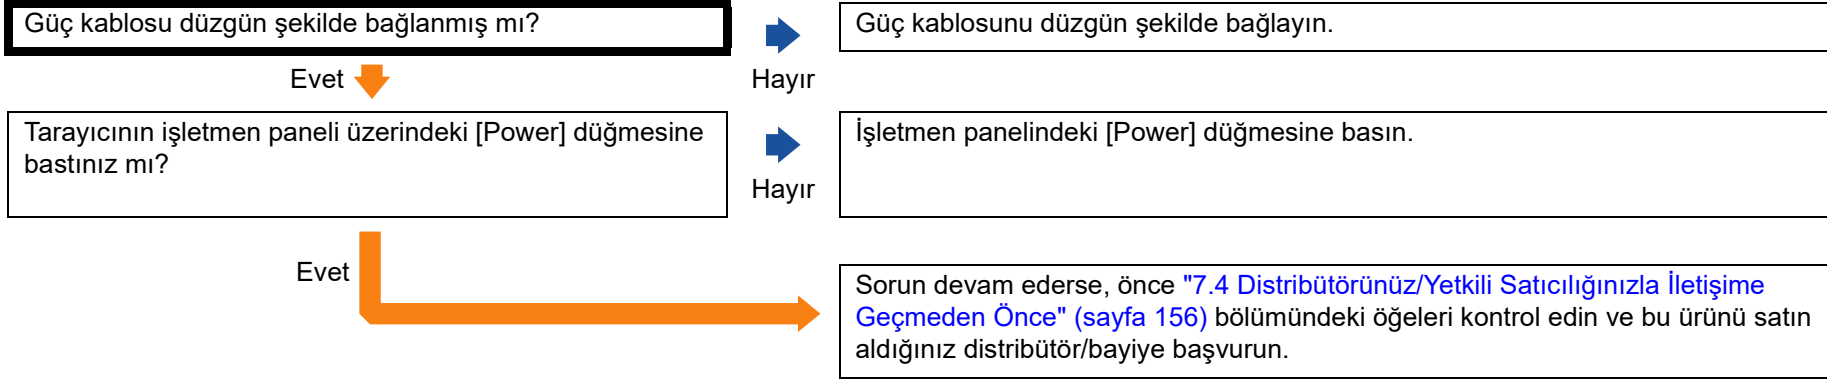 Güç kablosu düzgün şekilde bağlanmış mı?
Güç kablosunu düzgün şekilde bağlayın.
Evet
Hayır
Tarayıcının işletmen paneli üzerindeki [Power] düğmesine
bastınız mı?
İşletmen panelindeki [Power] düğmesine basın.
Hayır
Evet
Sorun devam ederse, önce "7.4 Distribütörünüz/Yetkili Satıcılığınızla İletişime
Geçmeden Önce" (sayfa 156) bölümündeki öğeleri kontrol edin ve bu ürünü satın
aldığınız distribütör/bayiye başvurun.